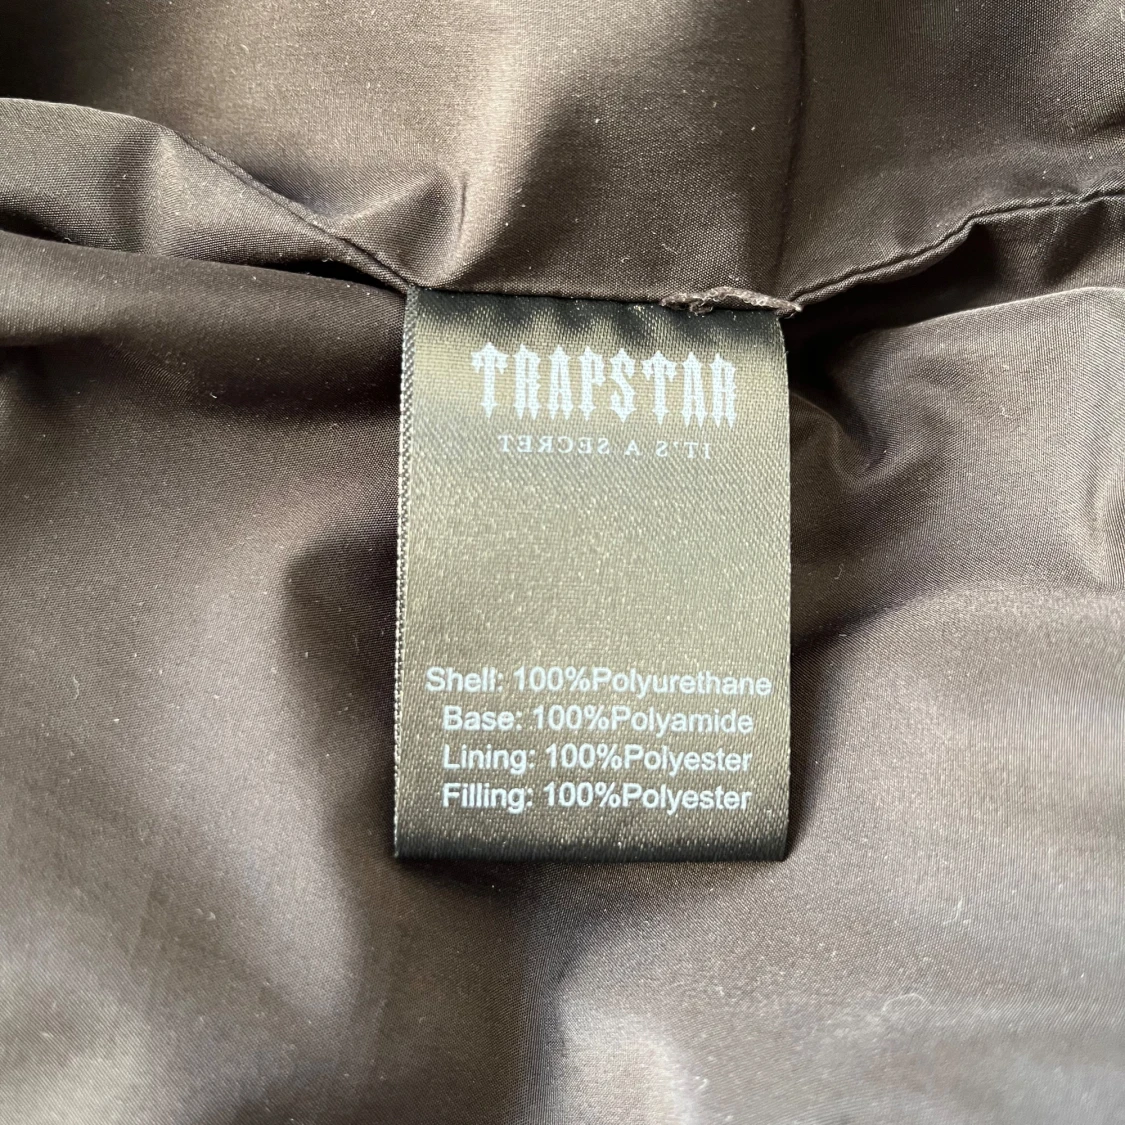 TRAPSTAR
IT'S A SECRET
Shell: 100%Polyurethane
Base: 100%Polyamide
Lining: 100%Polyester
Filling: 100%Polyester